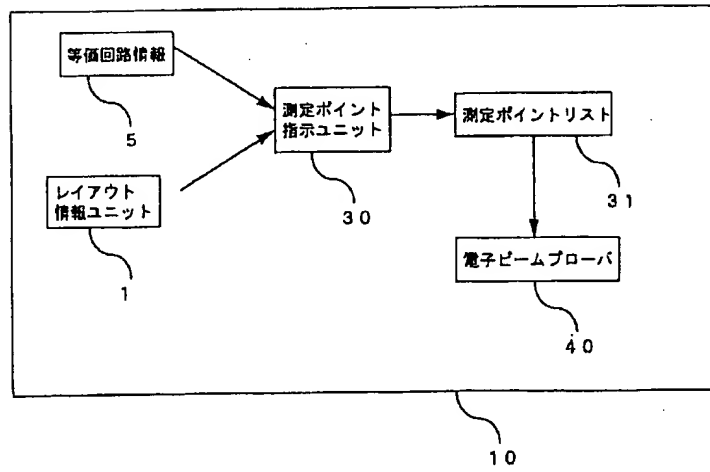 等価回路情報
5
測定ポイント
指示ユニット
30
測定ポイントリスト
31
レイアウト
情報ユニット
1
電子ビームプローバ
40
10